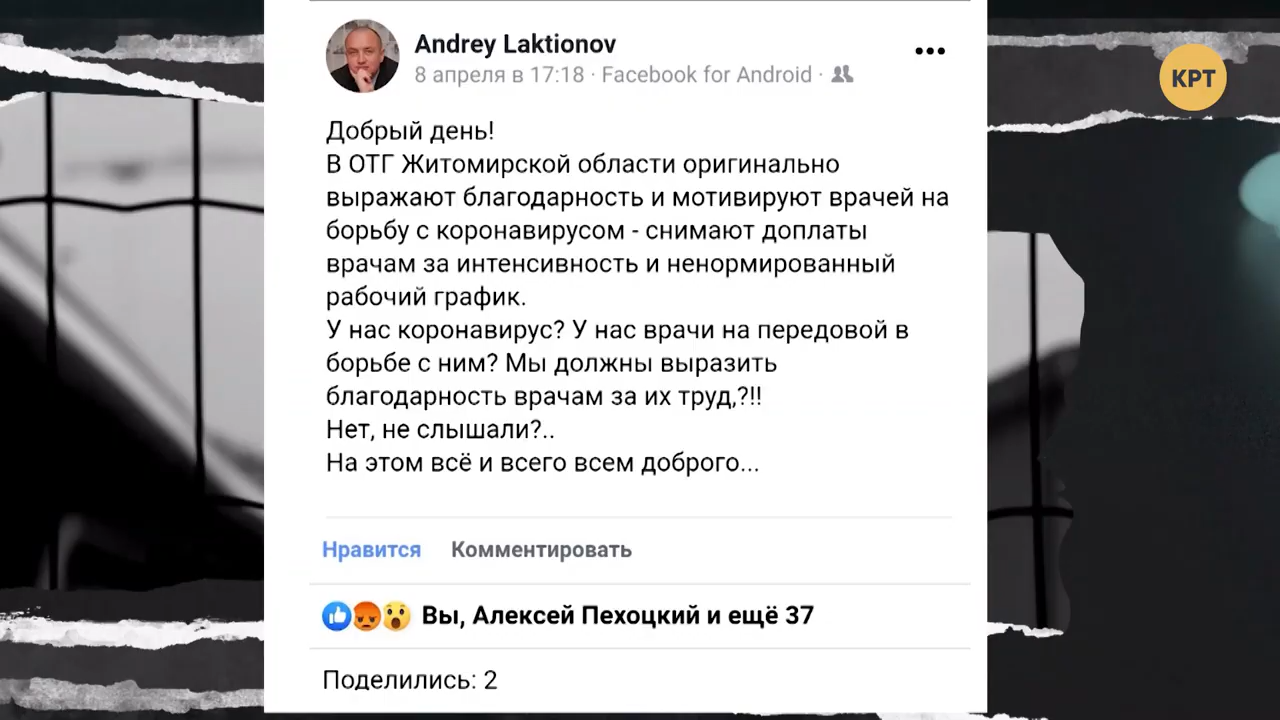 Andrey Laktionov
8 апреля в 17:18 · Facebook for Android ·
КРТ
Добрый день!
В ОТГ Житомирской области оригинально
выражают благодарность и мотивируют врачей на
борьбу с коронавирусом - снимают доплаты
врачам за интенсивность и ненормированный
рабочий график.
У нас коронавирус? У нас врачи на передовой в
борьбе с ним? Мы должны выразить
благодарность врачам за их труд,?!!
Нет, не слышали?..
На этом всё и всего всем доброго...
Нравится Комментировать
Вы, Алексей Пехоцкий и ещё 37
Поделились: 2